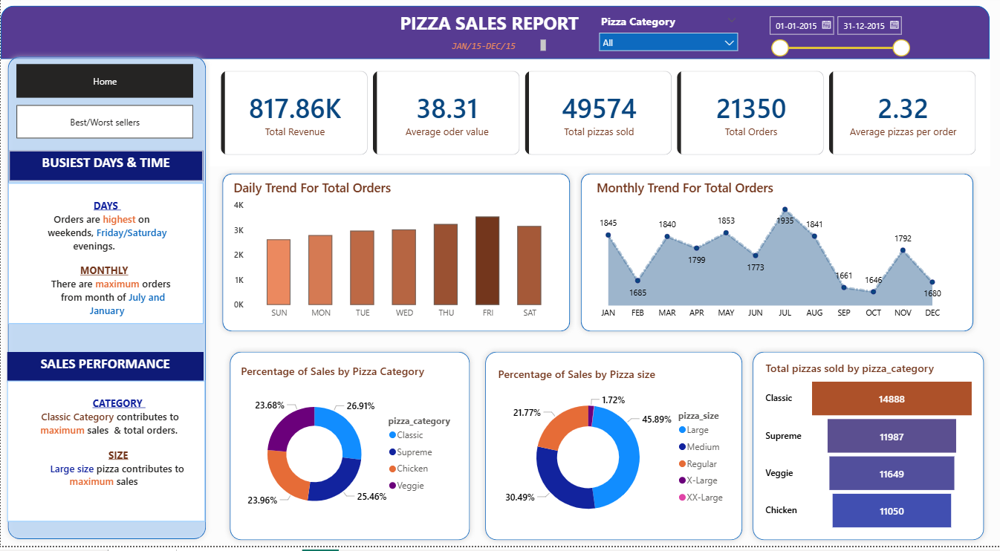 PIZZA SALES REPORT
JAN/15-DEC/15
Pizza Category
All
01-01-2015
31-12-2015
Home
Best/Worst sellers
BUSIEST DAYS & TIME
DAYS
Orders are highest on
weekends, Friday/Saturday
evenings.
MONTHLY
There are maximum orders
from month of July and
January
SALES PERFORMANCE
CATEGORY
Classic Category contributes to
maximum sales & total orders.
SIZE
Large size pizza contributes to
maximum sales
817.86K
Total Revenue
38.31
Average oder value
49574
Total pizzas sold
21350
Total Orders
2.32
Average pizzas per order
Daily Trend For Total Orders
4K
3K
2K
1K
0K
SUN MON TUE WED THU FRI SAT
Monthly Trend For Total Orders
1845
1685
1840
1799
1853
1773
1935
1841
1661
1646
1792
1680
JAN FEB MAR APR MAY JUN JUL AUG SEP OCT NOV DEC
Percentage of Sales by Pizza Category
23.68%
26.91%
23.96%
25.46%
pizza_category
Classic
Supreme
Chicken
Veggie
Percentage of Sales by Pizza size
1.72%
21.77%
45.89%
30.49%
pizza_size
Large
Medium
Regular
X-Large
XX-Large
Total pizzas sold by pizza_category
Classic 14888
Supreme 11987
Veggie 11649
Chicken 11050